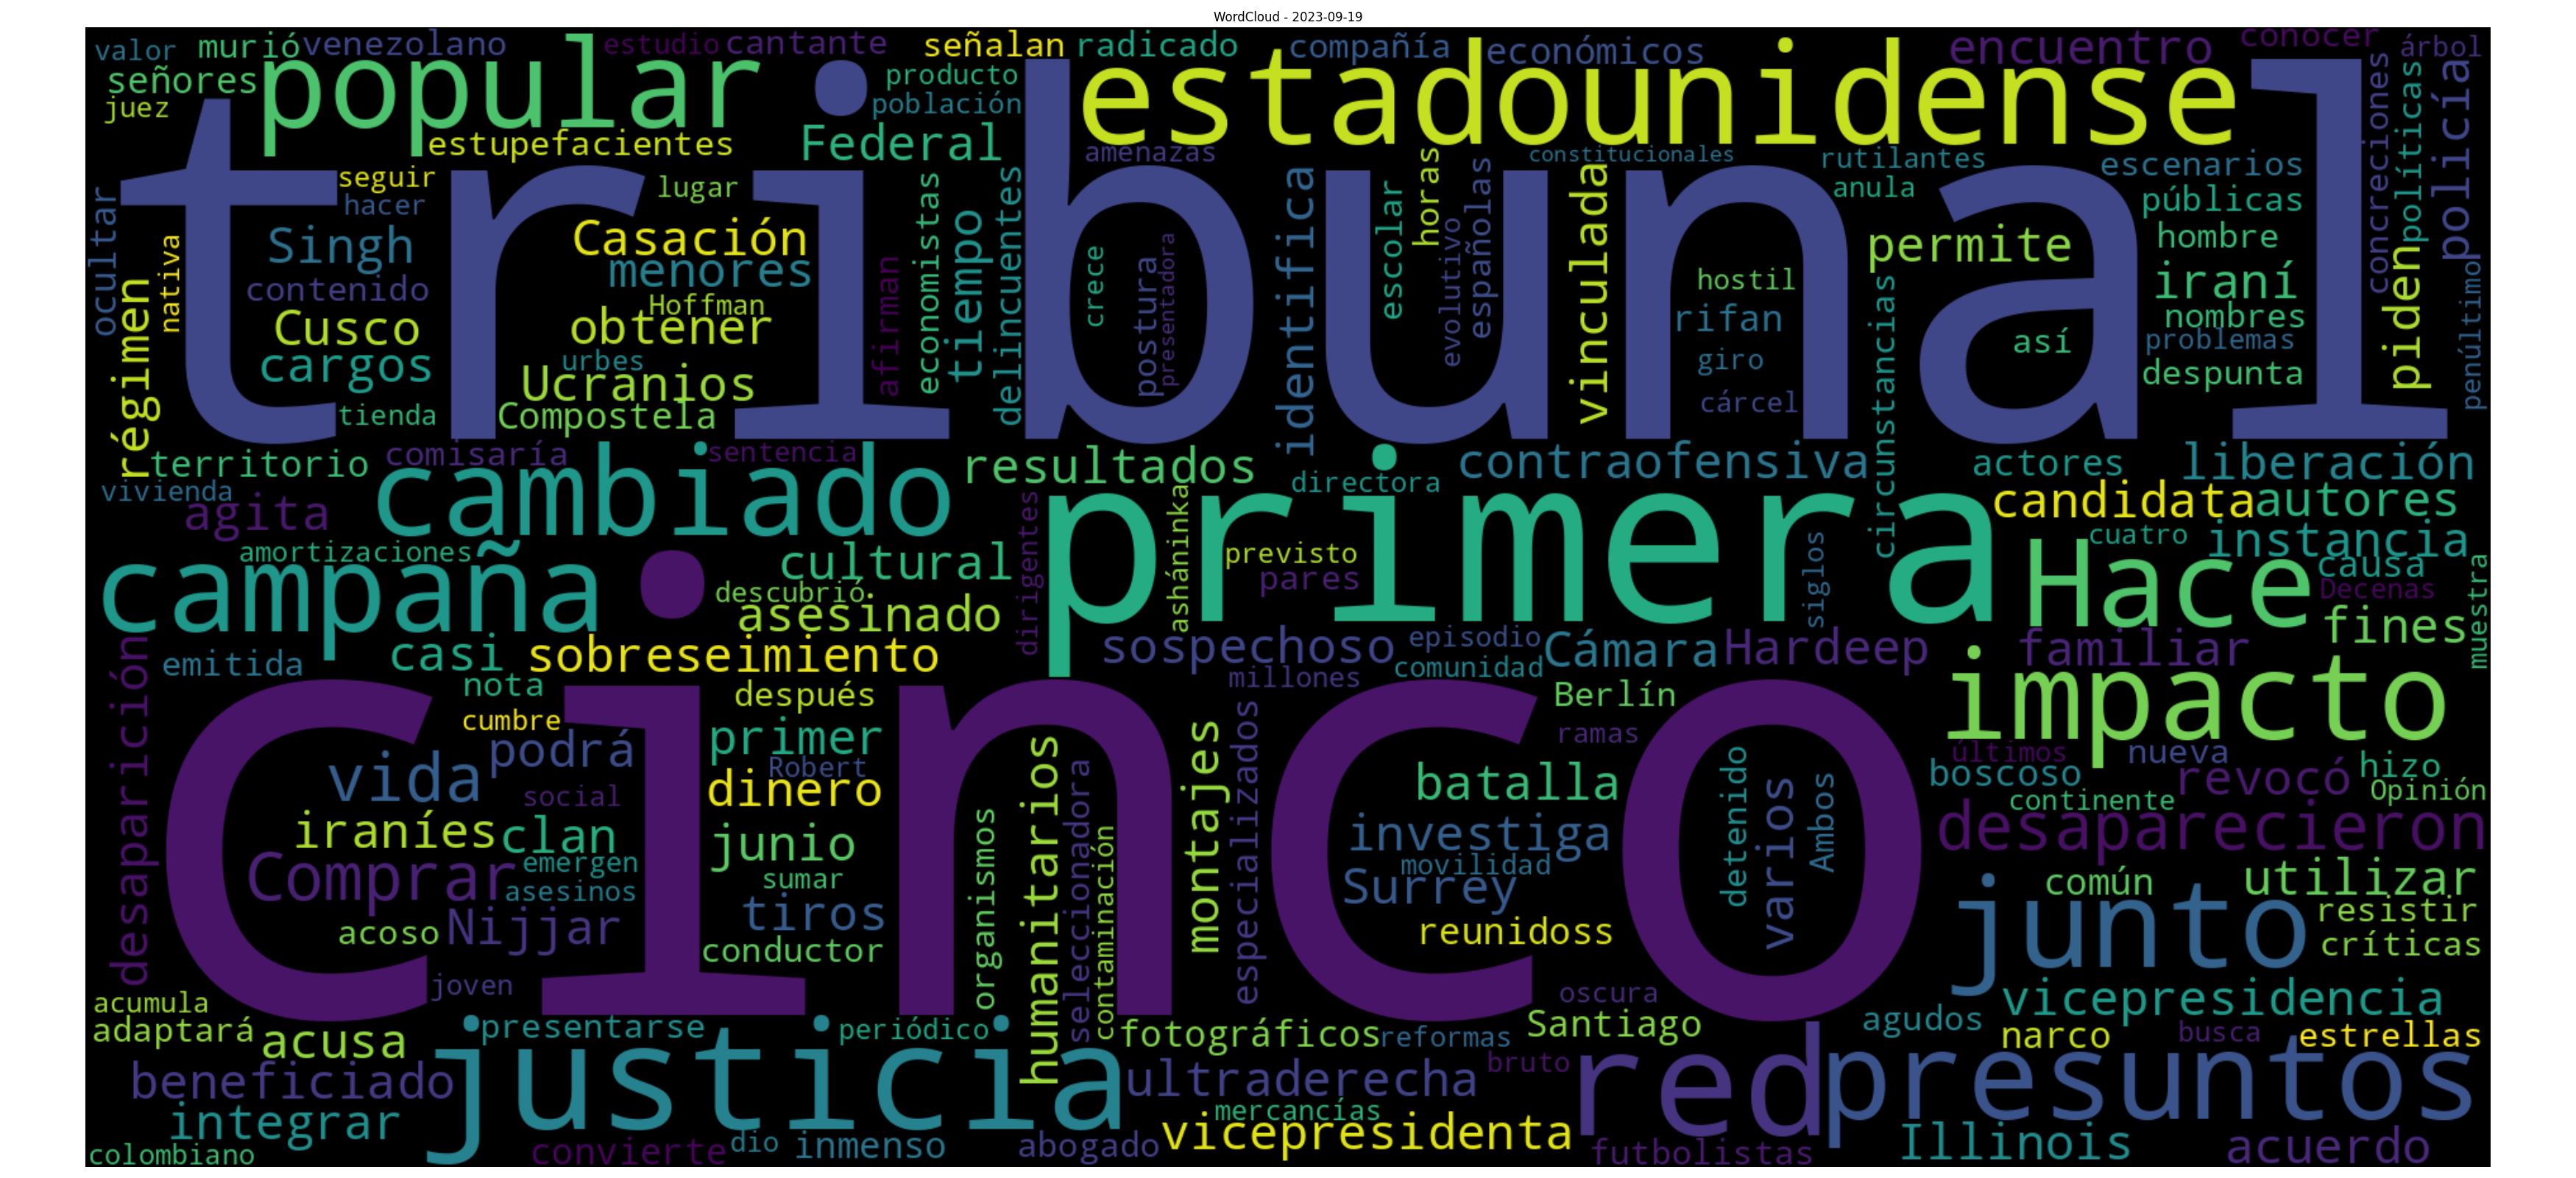 WordCloud - 2023-09-19
valor murió venezolano estudio cantante señalan radicado compañía económicos encuentro conocer árbol
señores popular producto estadounidense
juez población
tribunal
estupefacientes Federal amenazas constitucionales rutilantes escenarios concreciones políticas policía
seguir lugar anula públicas
hacer
ocultar nativa régimen Singh Casación menores tiempo delincuentes economistas afirman identifica escolar horas españolas evolutivo vinculada permite hombre
contenido Hoffman crece postura presentadora hostil circunstancias iraní piden penúltimo
Cusco obtener rifan nombres
cargos urbes giro así problemas
Ucranios despunta
tienda Compostela cárcel
territorio comisaría sentencia resultados contraofensiva actores liberación
vivienda cambiado directora
agita primera candidata autores
amortizaciones cultural dirigentes asháninka previsto siglos cuatro instancia
campaña pares Hace causa
descubrió Decenas muestra
asesinado fines
desaparición casi sobreseimiento sospechoso episodio Cámara Hardeep familiar
emitida comunidad
nota después millones Berlín impacto
cinco
cumbre primer ramas últimos nueva
podrá boscoso revocó hizo
vida Robert dinero humanitarios montajes especializados batalla detenido varios Ambos continente Opinión
social
iraníes clan junio organismos seleccionadora contaminación investiga desaparecieron
emergen movilidad
Comprar asesinos sumar Surrey común utilizar
acoso Nijjar tiros reunidoss junto resistir
conductor críticas
joven oscura
acumula vicepresidencia
adaptará acusa presentarse periódico fotográficos reformas Santiago agudos narco busca estrellas
justicia
beneficiado ultraderecha bruto red presuntos
integrar mercancías
colombiano convierte dio inmenso abogado vicepresidenta futbolistas Illinois acuerdo